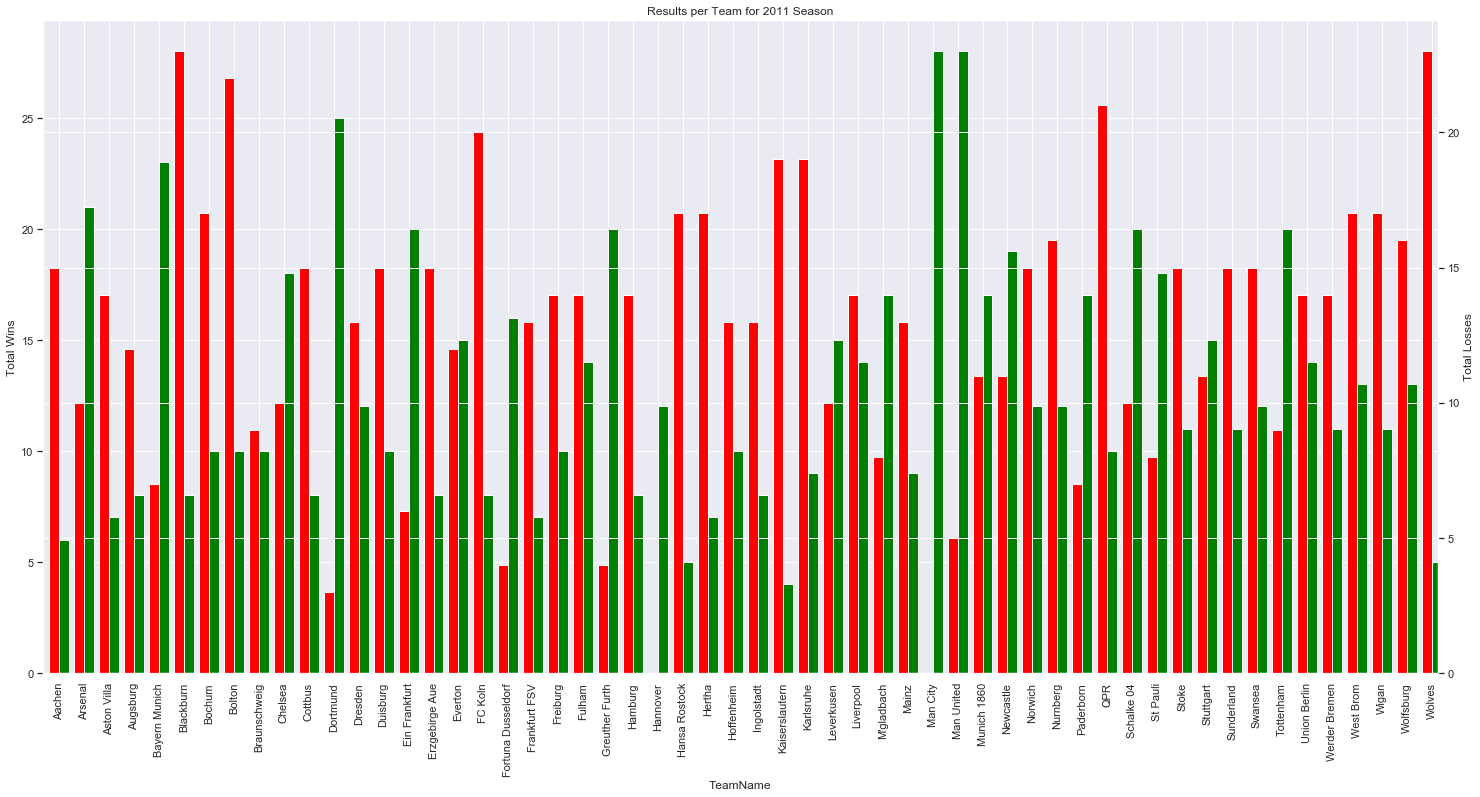 Results per Team for 2011 Season
Total Wins
25
20
15
10
5
0
Total Losses
20
15
10
5
0
Aachen
Arsenal
Aston Villa
Augsburg
Bayern Munich
Blackburn
Bochum
Bolton
Braunschweig
Chelsea
Cottbus
Dortmund
Dresden
Duisburg
Ein Frankfurt
Erzgebirge Aue
Everton
FC Koln
Fortuna Dusseldorf
Frankfurt FSV
Freiburg
Fulham
Greuther Furth
Hamburg
Hannover
Hansa Rostock
Hertha
Hoffenheim
Ingolstadt
Kaiserslautern
Karlsruhe
Leverkusen
Liverpool
M'gladbach
Mainz
Man City
Man United
Munich 1860
Newcastle
Norwich
Nurnberg
Paderborn
QPR
Schalke 04
St Pauli
Stoke
Stuttgart
Sunderland
Swansea
Tottenham
Union Berlin
Werder Bremen
West Brom
Wigan
Wolfsburg
Wolves
TeamName